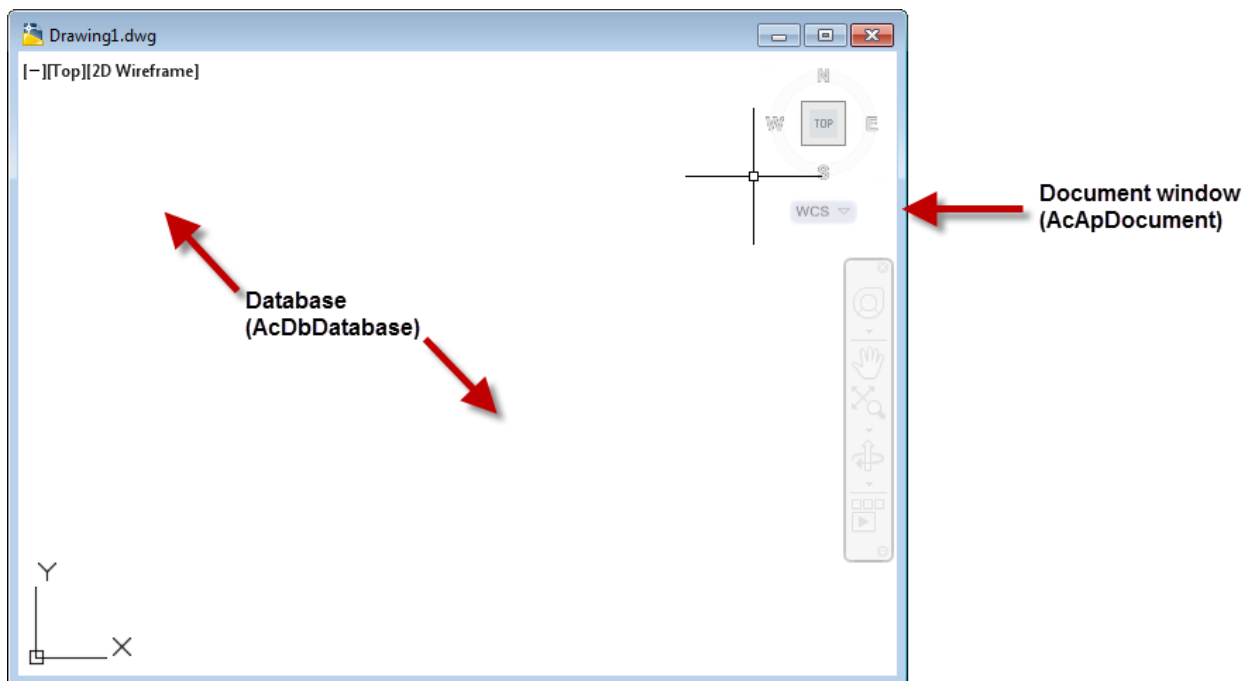 Drawing1.dwg
[−][Top][2D Wireframe]
N
W
TOP
E
S
WCS
Document window
(AcApDocument)
Database
(AcDbDatabase)
Y
X